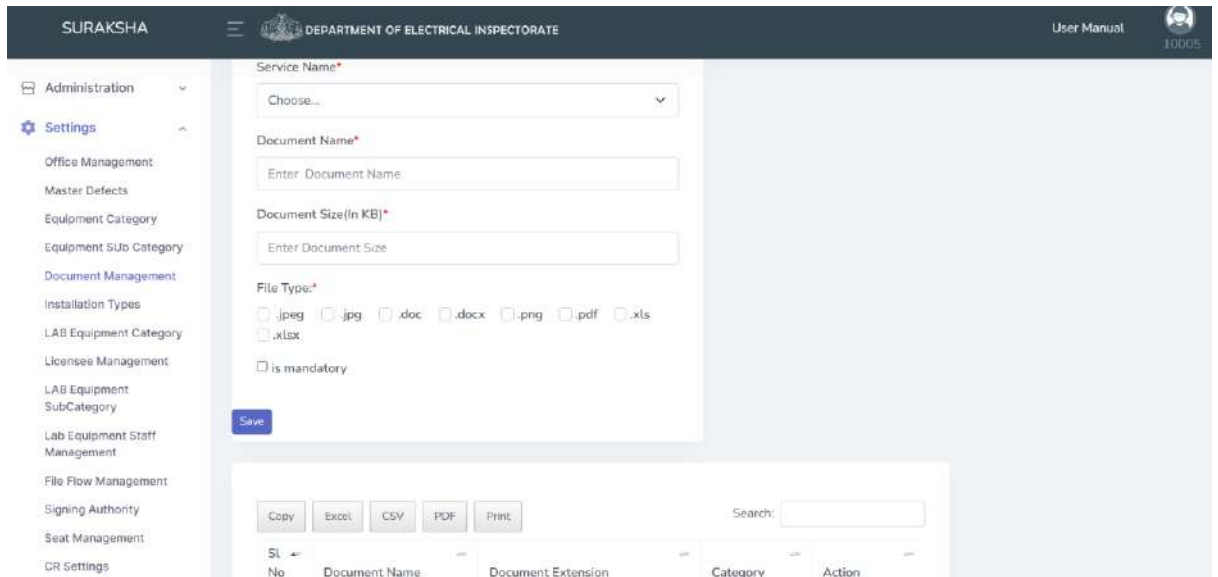 SURAKSHA
DEPARTMENT OF ELECTRICAL INSPECTORATE
User Manual
10005
Administration
Settings
Office Management
Master Defects
Equipment Category
Equipment SUb Category
Document Management
Installation Types
LAB Equipment Category
Licensee Management
LAB Equipment
SubCategory
Lab Equipment Staff
Management
File Flow Management
Signing Authority
Seat Management
CR Settings
Service Name*
Choose...
Document Name*
Enter Document Name
Document Size(In KB)*
Enter Document Size
File Type:*
.jpeg .jpg .doc .docx .png .pdf .xls
.xlsx
is mandatory
Save
Copy Excel CSV PDF Print Search:
SL
No Document Name Document Extension Category Action